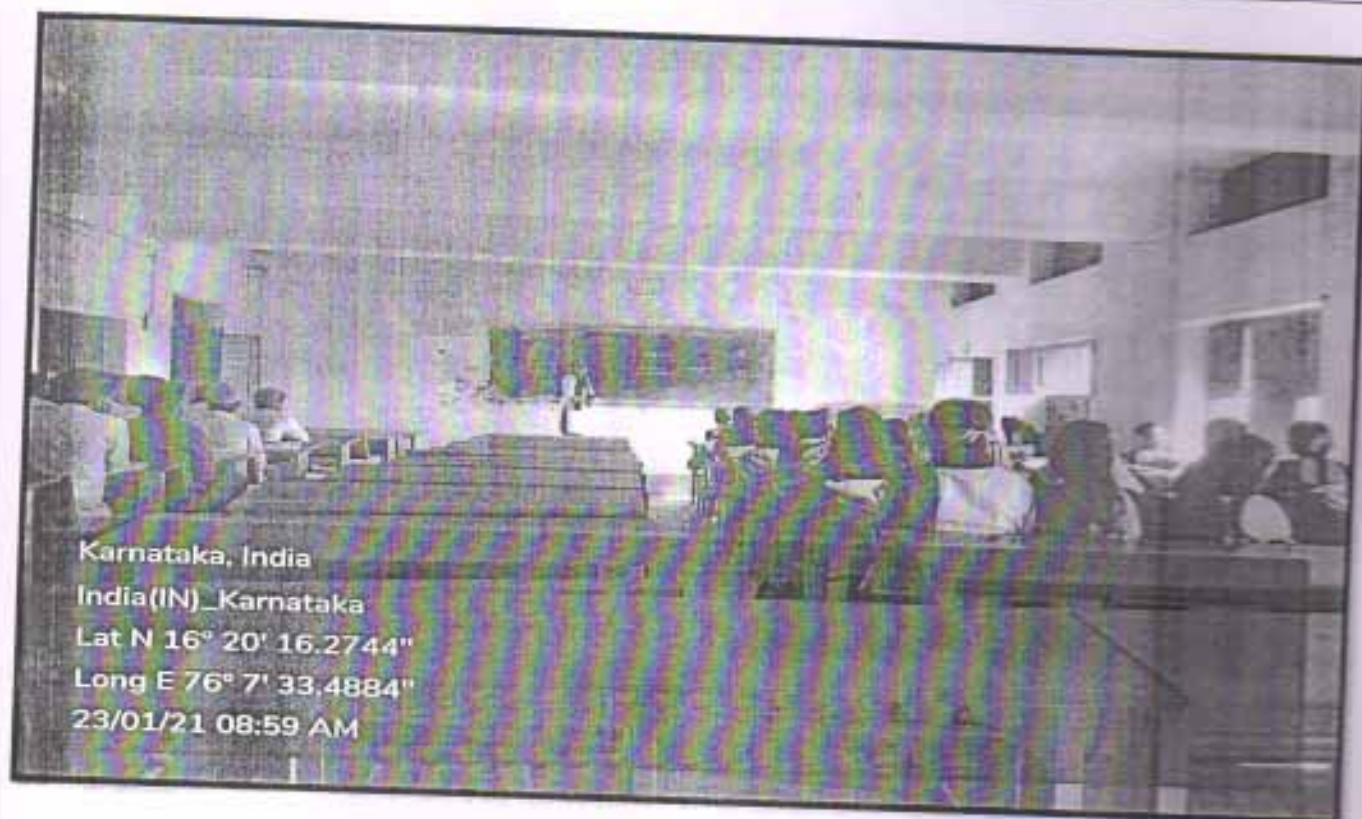 Karnataka, India
India(IN)_Karnataka
Lat N 16° 20' 16.2744"
Long E 76° 7' 33.4884"
23/01/21 08:59 AM